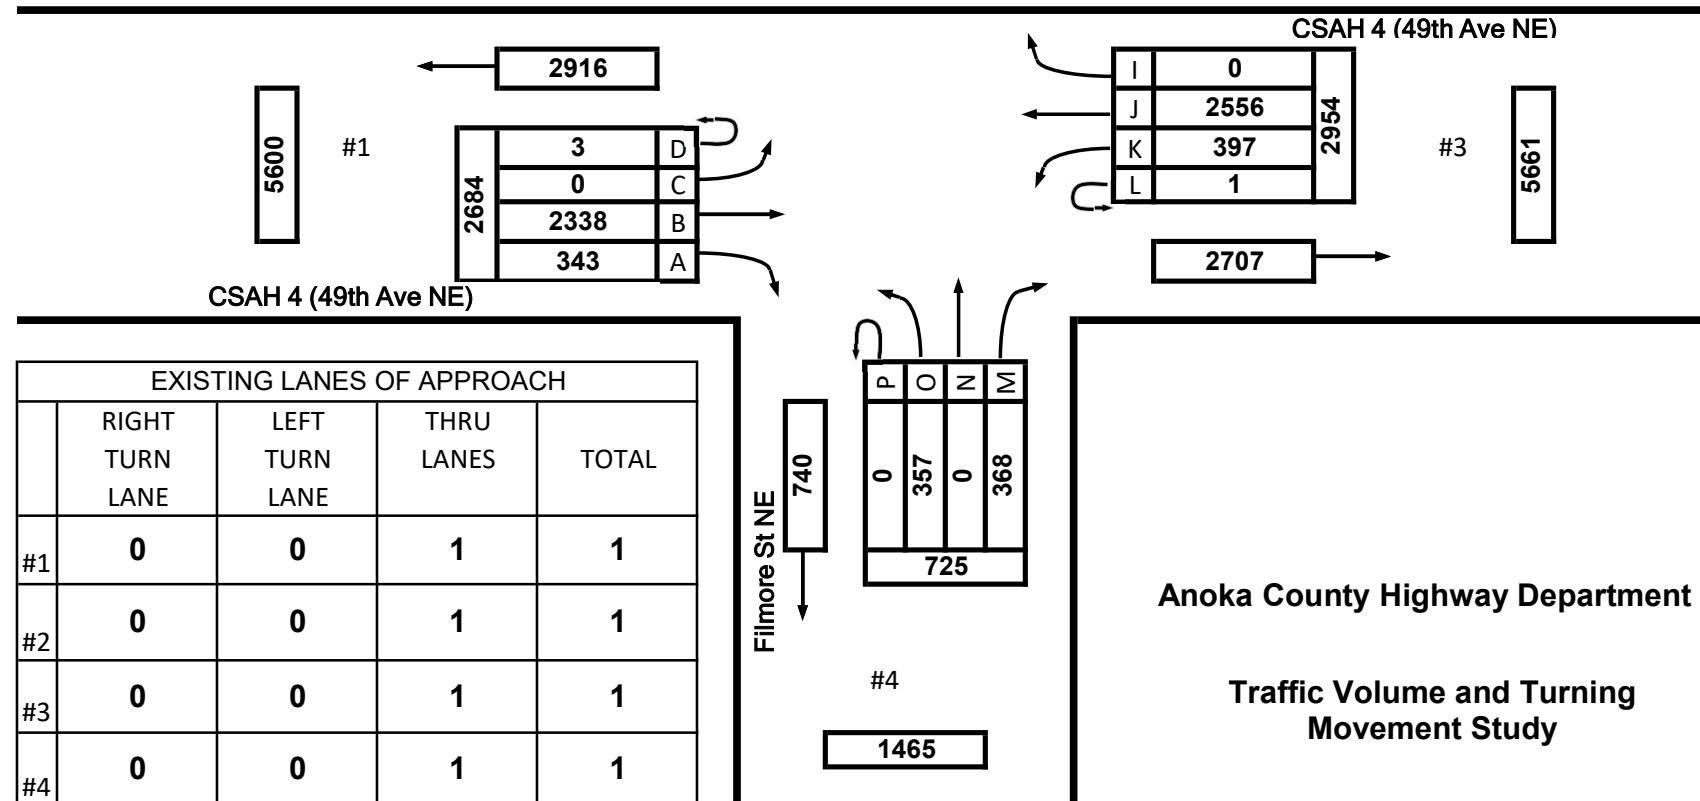 CSAH 4 (49th Ave NE)
2916
I 0
J 2556
K 397
L 1
2954
5600
#1
#3
5661
3 D
0 C
2338 B
343 A
2684
2707
CSAH 4 (49th Ave NE)
EXISTING LANES OF APPROACH
RIGHT TURN LANE
LEFT TURN LANE
THRU LANES
TOTAL
#1 0 0 1 1
#2 0 0 1 1
#3 0 0 1 1
#4 0 0 1 1
Filmore St NE
740
P O N M
0 357 0 368
725
#4
1465
Anoka County Highway Department
Traffic Volume and Turning
Movement Study